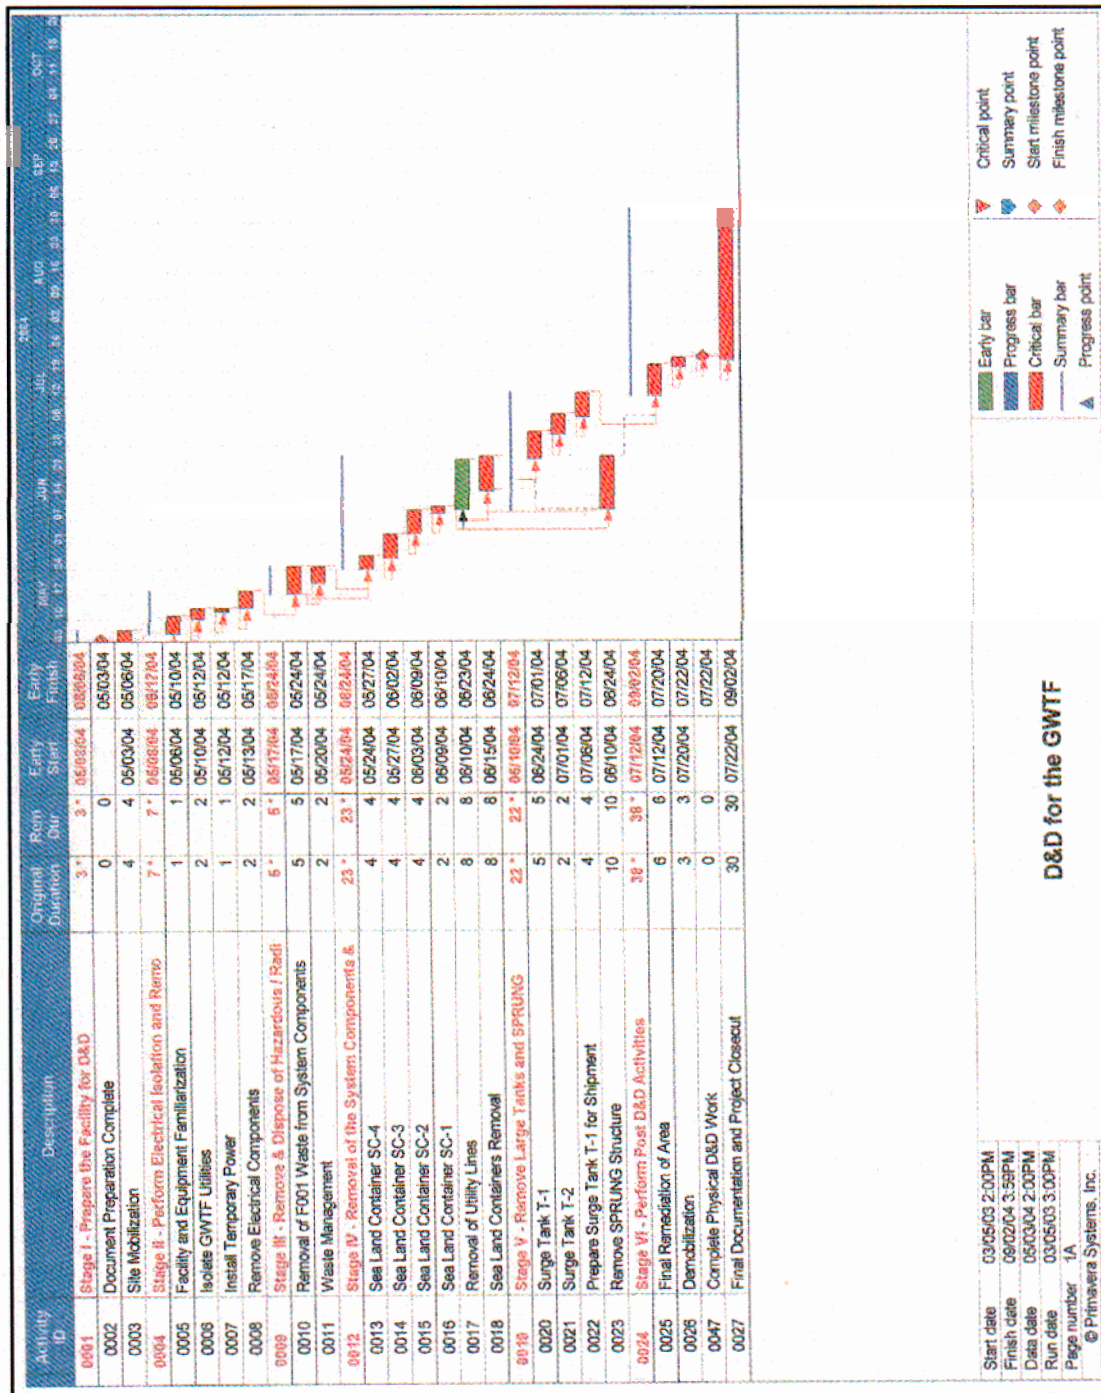 Activity ID Description Original Duration Rem Dur Early Start Early Finish
2004
MAY JUN JUL AUG SEP OCT
0001 Stage I - Prepare the Facility for D&D 3 * 3 *
0002 Document Preparation Complete 0 0 05/03/04
0003 Site Mobilization 4 4 05/03/04 05/06/04
0004 Stage II - Perform Electrical Isolation and Remo 7 * 7 * 05/17/04
0005 Facility and Equipment Familiarization 1 1 05/06/04 05/10/04
0006 Isolate GWTF Utilities 2 2 05/10/04 05/12/04
0007 Install Temporary Power 1 1 05/12/04 05/12/04
0008 Remove Electrical Components 2 2 05/13/04 05/17/04
0009 Stage III - Remove & Dispose of Hazardous / Radi 05/17/04 05/24/04
0010 Removal of F001 Waste from System Components 5 5 05/17/04 05/24/04
0011 Waste Management 2 2 05/20/04 05/24/04
0012 Stage IV - Removal of the System Components & 23 * 23 * 05/24/04 06/24/04
0013 Sea Land Container SC-4 4 4 05/24/04 05/27/04
0014 Sea Land Container SC-3 4 4 05/27/04 06/02/04
0015 Sea Land Container SC-2 4 4 06/03/04 06/09/04
0016 Sea Land Container SC-1 2 2 06/09/04 06/10/04
0017 Removal of Utility Lines 8 8 06/10/04 06/23/04
0018 Sea Land Containers Removal 8 8 06/15/04 06/24/04
0019 Stage V - Remove Large Tanks and SPRUNG 22 * 22 * 06/10/04 07/12/04
0020 Surge Tank T-1 5 5 06/24/04 07/01/04
0021 Surge Tank T-2 2 2 07/01/04 07/06/04
0022 Prepare Surge Tank T-1 for Shipment 4 4 07/06/04 07/12/04
0023 Remove SPRUNG Structure 10 10 06/10/04 06/24/04
0024 Stage VI - Perform Post D&D Activities 38 * 38 * 07/12/04 09/02/04
0025 Final Remediation of Area 6 6 07/12/04 07/20/04
0026 Demobilization 3 3 07/20/04 07/22/04
0047 Complete Physical D&D Work 0 0 07/22/04
0027 Final Documentation and Project Closeout 30 30 07/22/04 09/02/04
Start date 03/05/03 2:00PM
Finish date 09/02/04 3:59PM
Data date 05/03/04 2:00PM
Run date 03/05/03 3:00PM
Page number 1A
© Primavera Systems, Inc.
D&D for the GWTF
Early bar
Progress bar
Critical bar
Summary bar
Progress point
Critical point
Summary point
Start milestone point
Finish milestone point